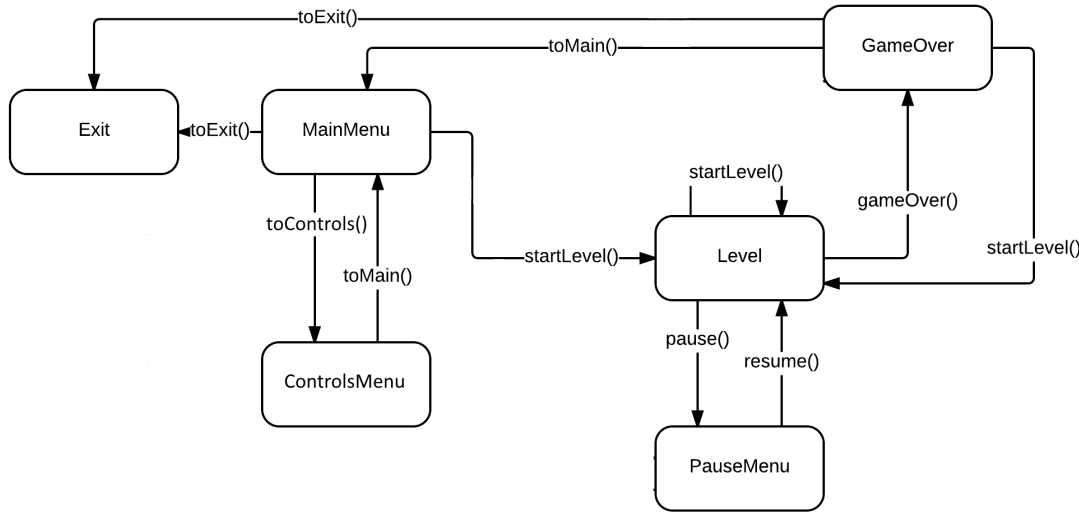 toExit()
GameOver
toMain()
Exit
toExit()
MainMenu
startLevel()
gameOver()
toControls()
startLevel()
startLevel()
Level
toMain()
pause()
resume()
ControlsMenu
PauseMenu